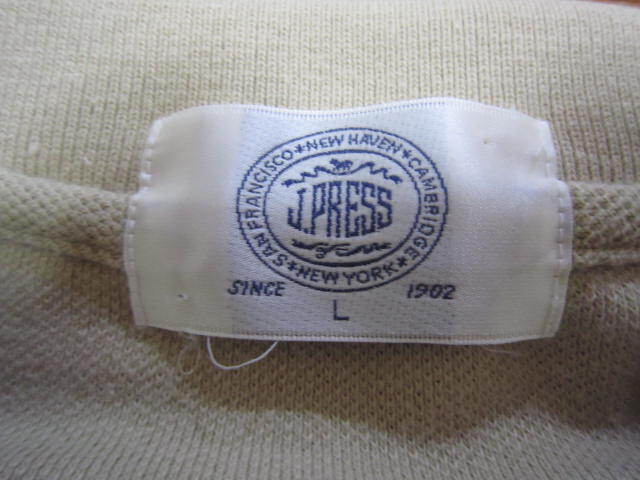 SAN FRANCISCO★NEW HAVEN★CAMBRIDGE★NEW YORK★
J.PRESS
SINCE 1902
L